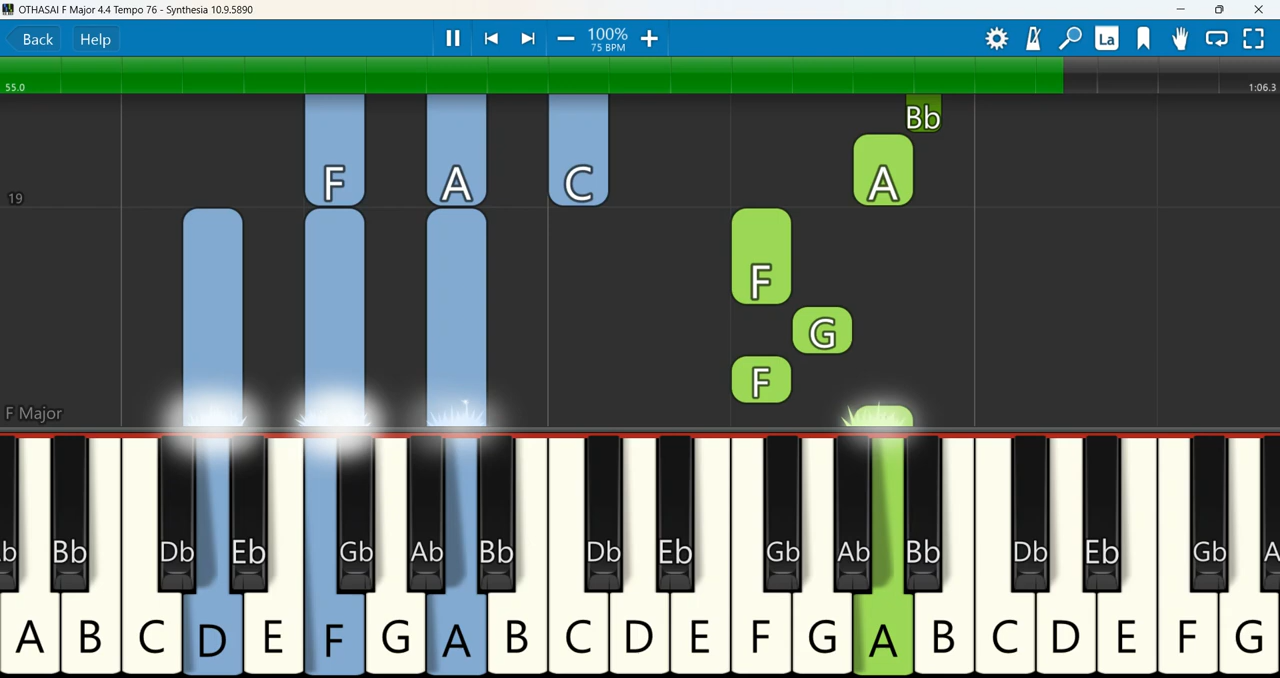 OTHASAI F Major 4.4 Tempo 76 - Synthesia 10.9.5890
Back Help 100% La
75 BPM
55.0 1:06.3
Bb
F A C A
19
F
G
F
F Major
b Bb Db Eb Gb Ab Bb Db Eb Gb Ab Bb Db Eb Gb A
A B C D E F G A B C D E F G A B C D E F G